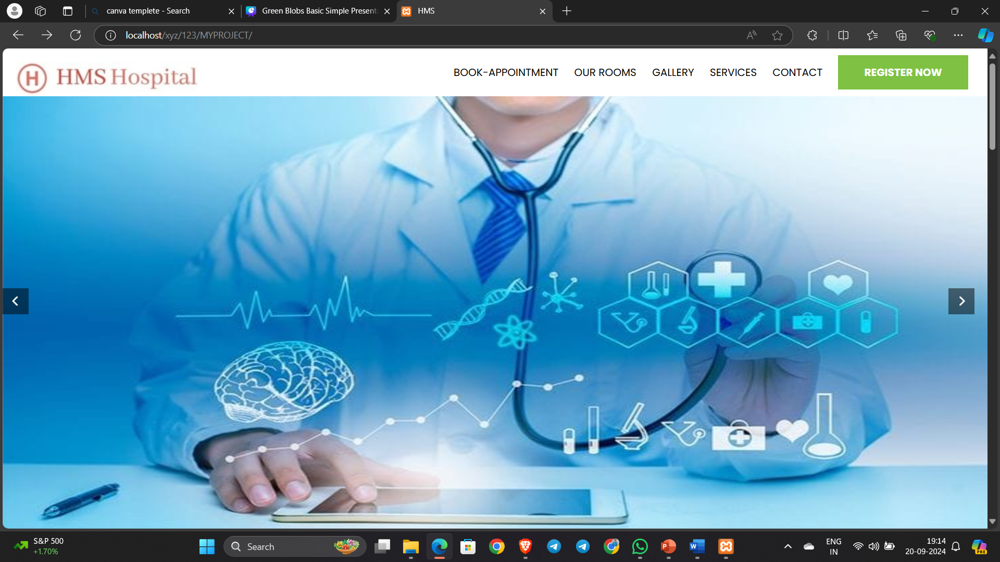 canva templete - Search
Green Blobs Basic Simple Present
HMS
localhost/xyz/123/MYPROJECT/
H HMS Hospital
BOOK-APPOINTMENT
OUR ROOMS
GALLERY
SERVICES
CONTACT
REGISTER NOW
S&P 500
+1.70%
Search
ENG
IN
19:14
20-09-2024
PRE